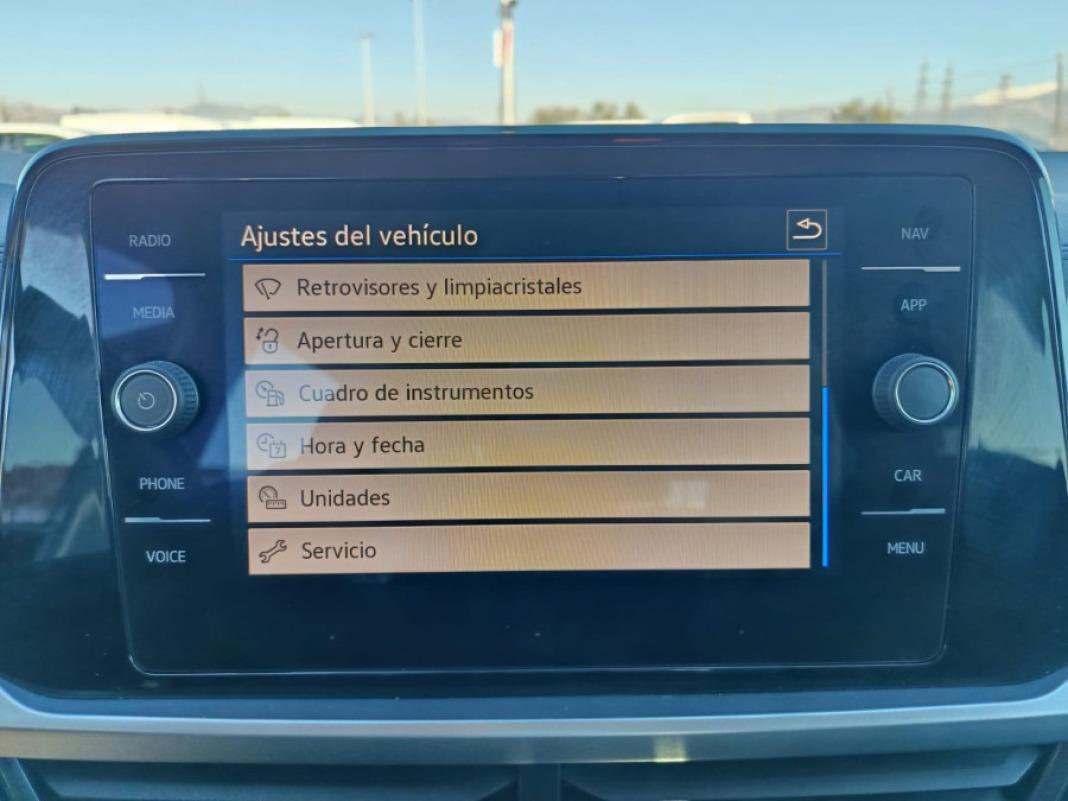 Ajustes del vehículo
RADIO
MEDIA
PHONE
VOICE
Retrovisores y limpiacristales
Apertura y cierre
Cuadro de instrumentos
Hora y fecha
7
Unidades
Servicio
NAV
APP
CAR
MENU